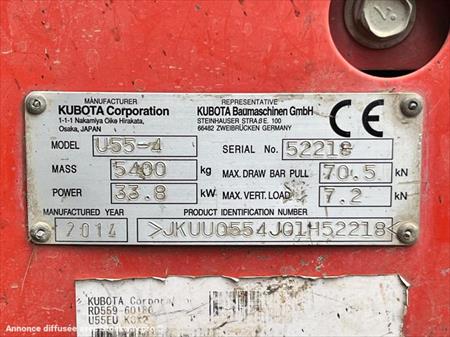 MANUFACTURER
KUBOTA Corporation
1-1-1 Nakamiya Oike Hirakata,
Osaka, JAPAN
REPRESENTATIVE
KUBOTA Baumaschinen GmbH
STEINHAUSER STRAßE. 100
66482 ZWEIBRÜCKEN GERMANY
CE
MODEL U55-4
SERIAL No. 52218
MASS 5400 kg
MAX. DRAW BAR PULL 70.5 kN
POWER 33.8 kW
MAX. VERT. LOAD 7.2 kN
MANUFACTURED YEAR
2014
PRODUCT IDENTIFICATION NUMBER
>JKUU0554J01H52218
KUBOTA Corporation
RD559-60180
U55EU
Annonce diffusée